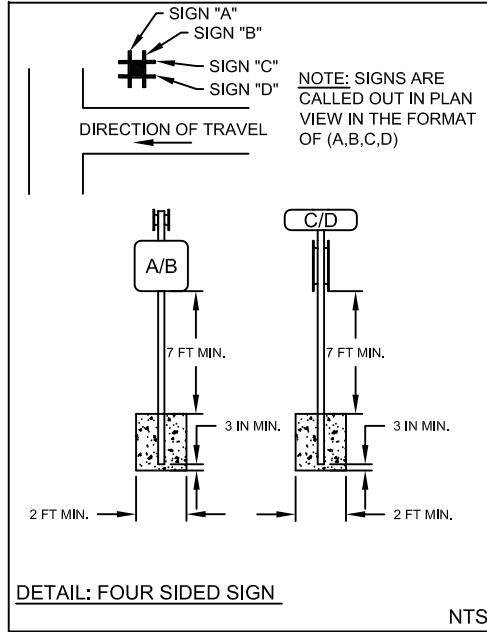 SIGN "A"
SIGN "B"
SIGN "C"
SIGN "D"
NOTE: SIGNS ARE
CALLED OUT IN PLAN
VIEW IN THE FORMAT
OF (A,B,C,D)
DIRECTION OF TRAVEL
A/B
C/D
7 FT MIN.
7 FT MIN.
3 IN MIN.
3 IN MIN.
2 FT MIN.
2 FT MIN.
DETAIL: FOUR SIDED SIGN
NTS